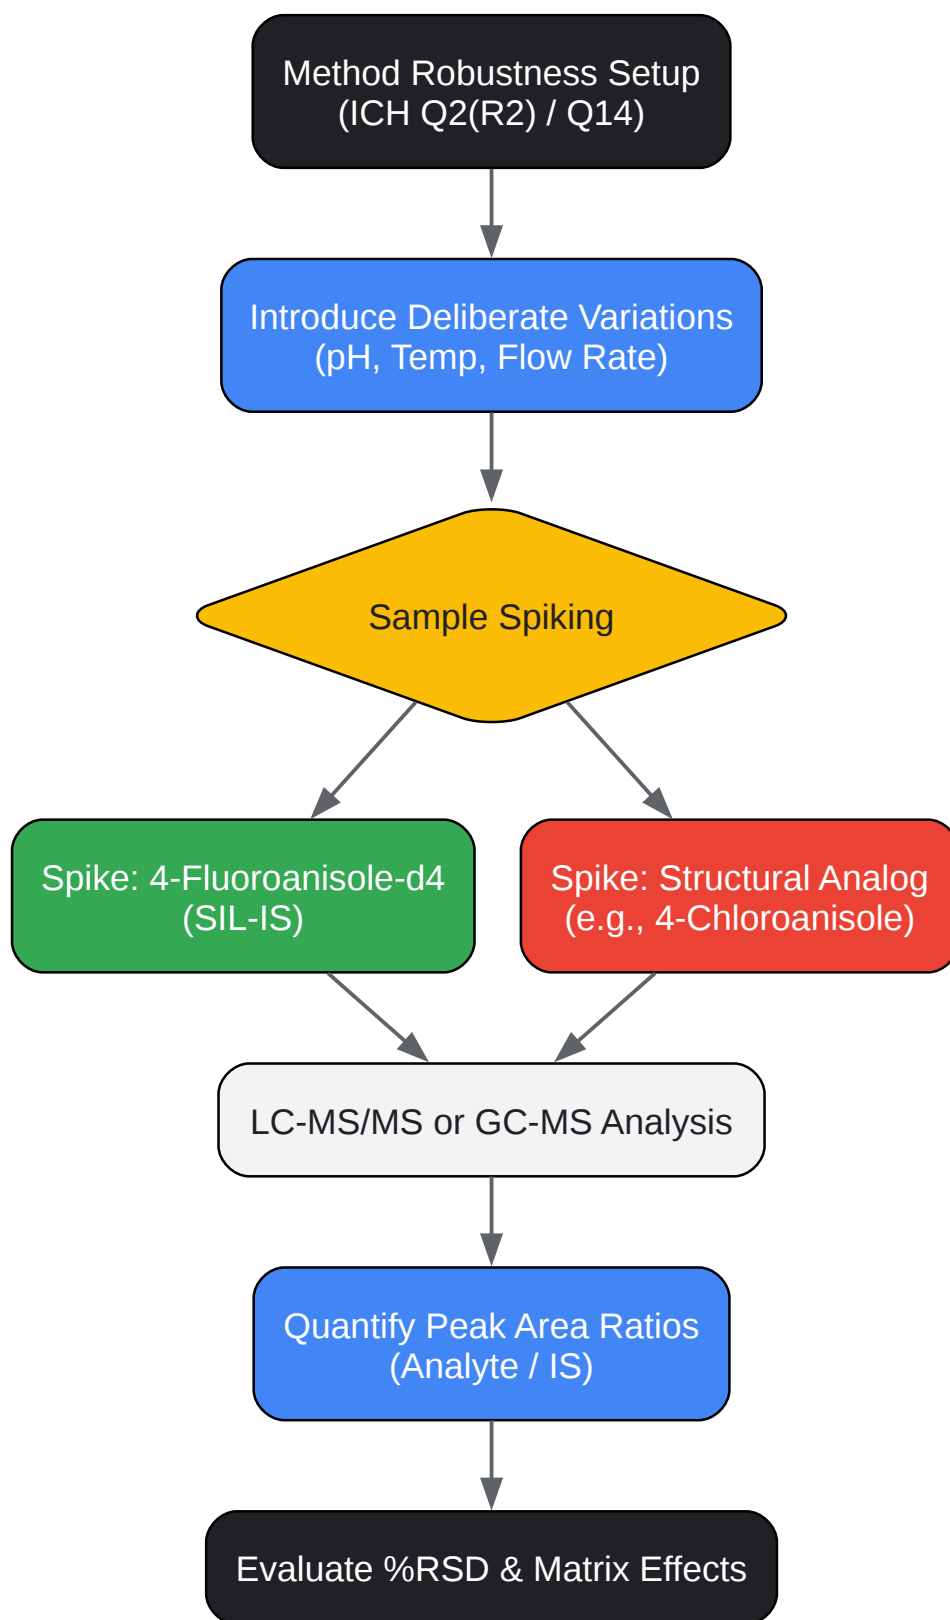 Method Robustness Setup
(ICH Q2(R2) / Q14)
Introduce Deliberate Variations
(pH, Temp, Flow Rate)
Sample Spiking
Spike: 4-Fluoroanisole-d4
(SIL-IS)
Spike: Structural Analog
(e.g., 4-Chloroanisole)
LC-MS/MS or GC-MS Analysis
Quantify Peak Area Ratios
(Analyte / IS)
Evaluate %RSD & Matrix Effects